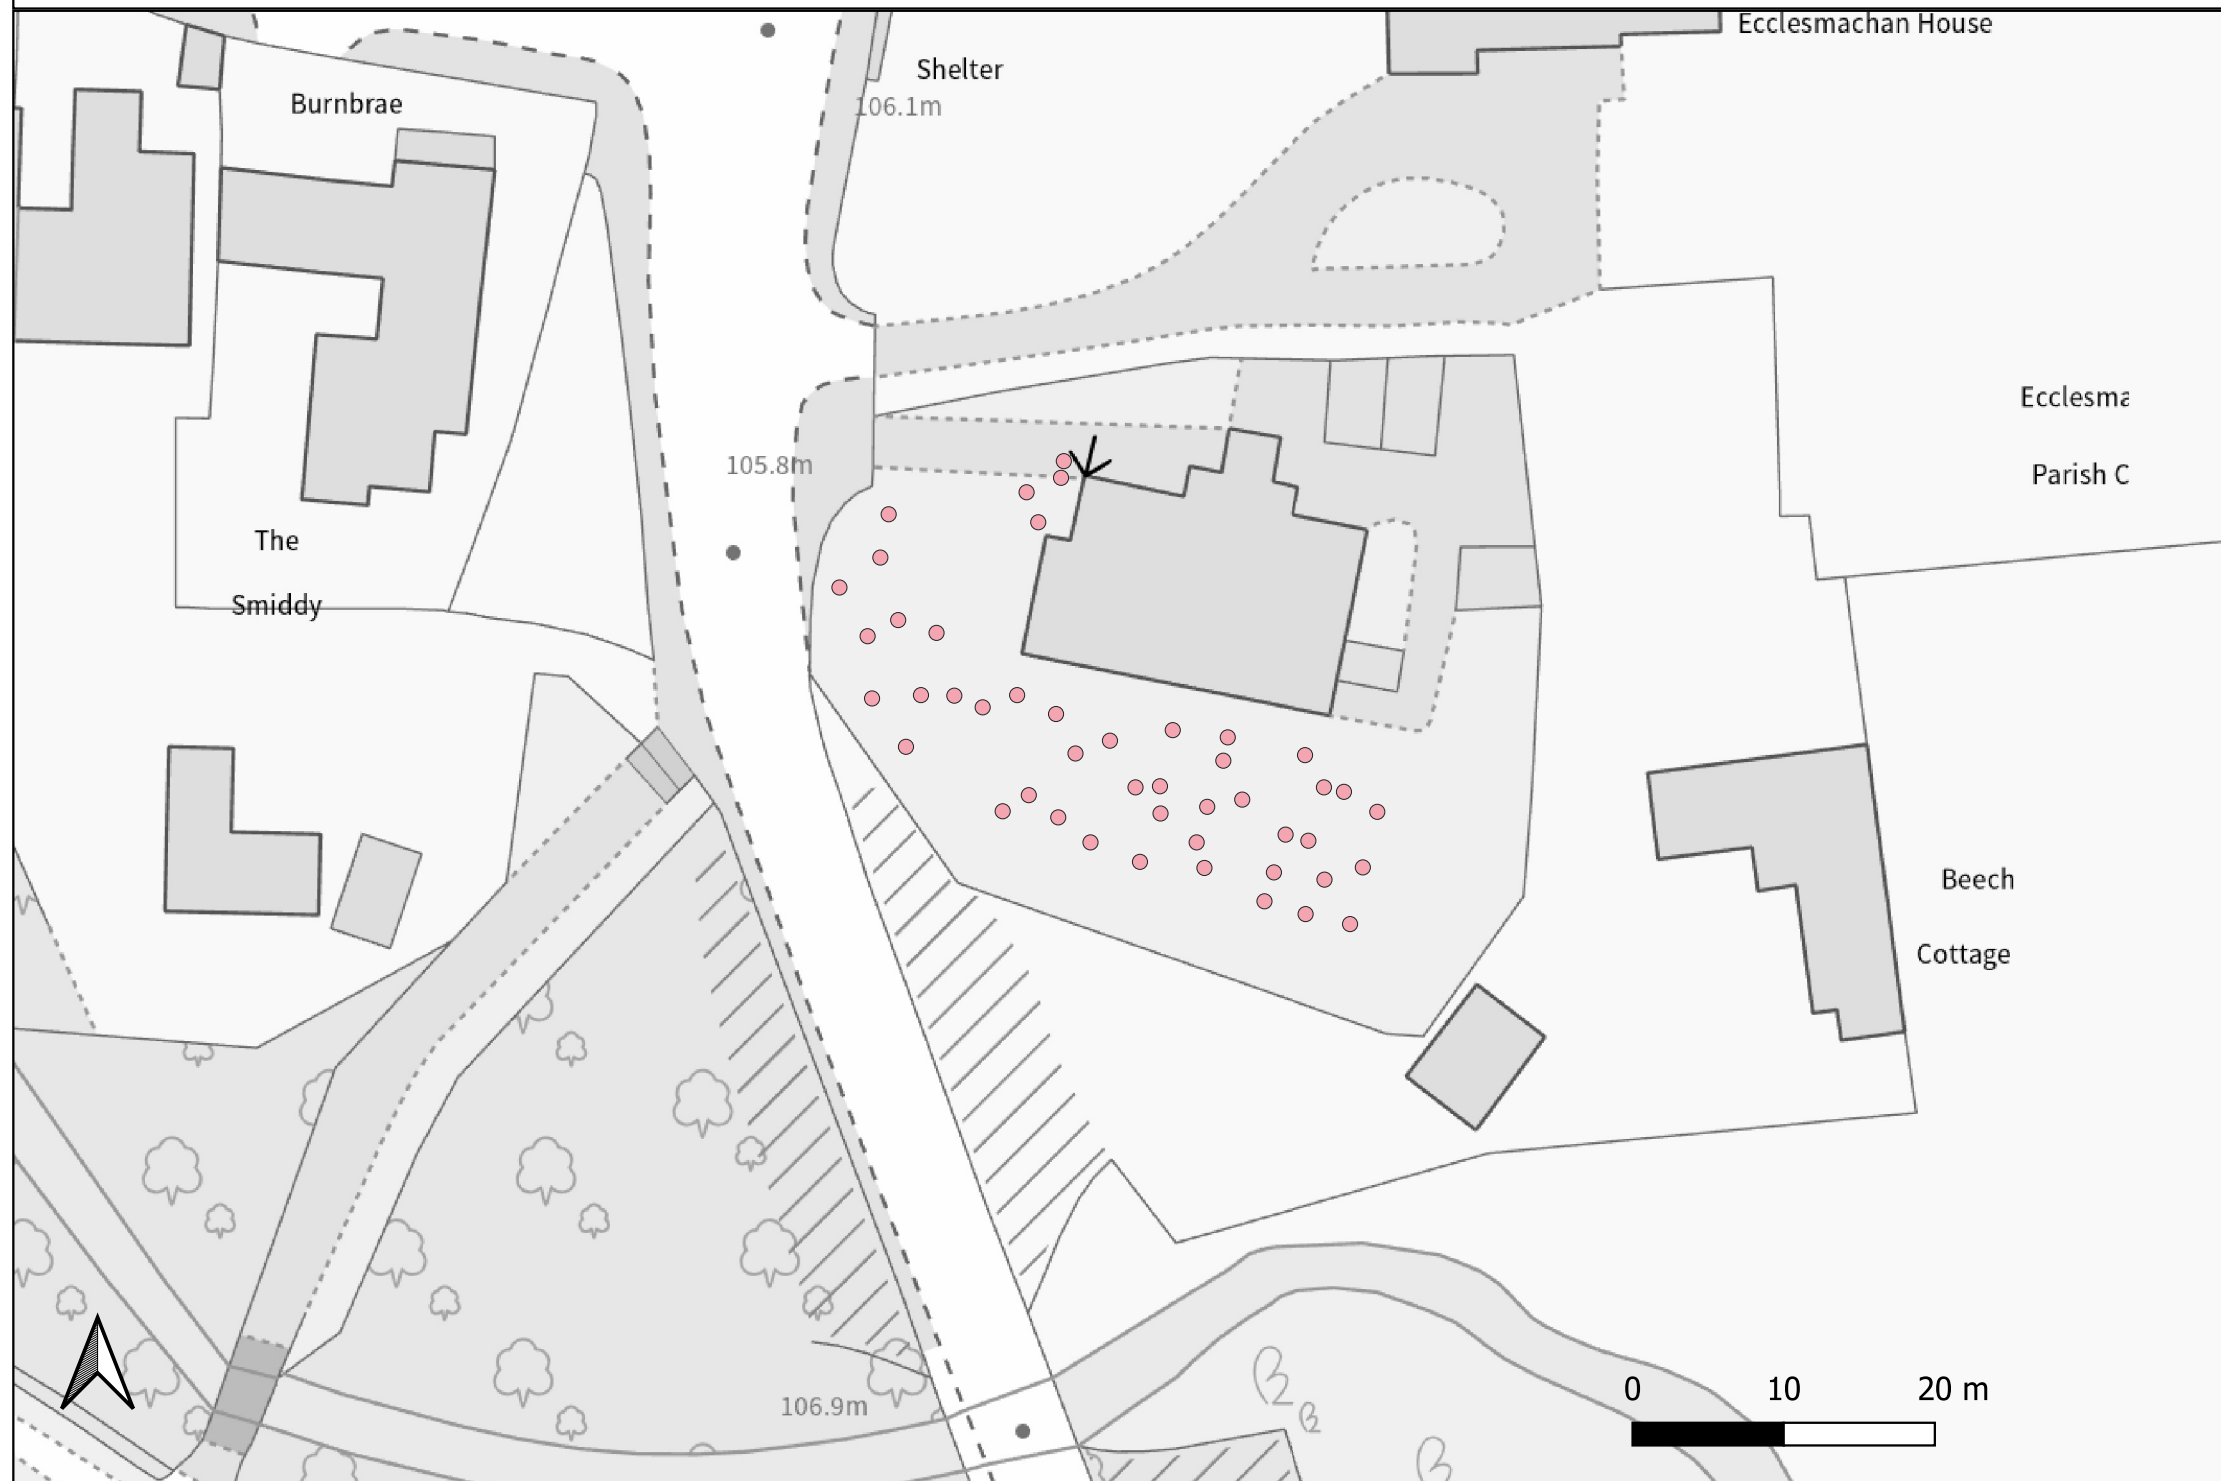 Ecclesmachan House
Shelter
106.1m
Burnbrae
Ecclesma
105.8m
Parish C
The
Smiddy
Beech
Cottage
0 10 20 m
106.9m